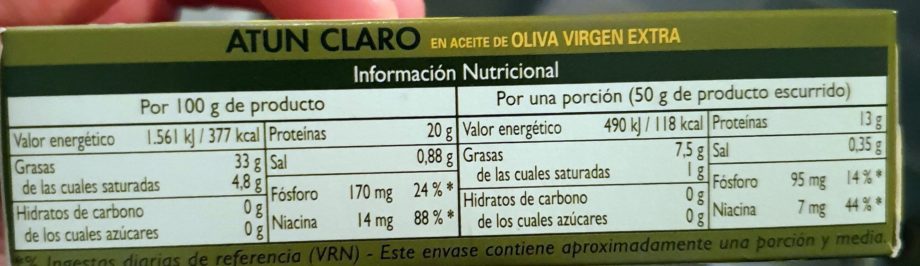 ATUN CLARO EN ACEITE DE OLIVA VIRGEN EXTRA
Información Nutricional
Por 100 g de producto
Valor energético 1.561 kJ / 377 kcal
Grasas 33 g
de las cuales saturadas 4,8 g
Hidratos de carbono 0 g
de los cuales azúcares 0 g
Proteínas 20 g
Sal 0,88 g
Fósforo 170 mg 24 % *
Niacina 14 mg 88 % *
Por una porción (50 g de producto escurrido)
Valor energético 490 kJ / 118 kcal
Grasas 7,5 g
de las cuales saturadas 1 g
Hidratos de carbono 0 g
de los cuales azúcares 0 g
Proteínas 13 g
Sal 0,35 g
Fósforo 95 mg 14 % *
Niacina 7 mg 44 % *
*% Ingestas diarias de referencia (VRN) - Este envase contiene aproximadamente una porción y media.